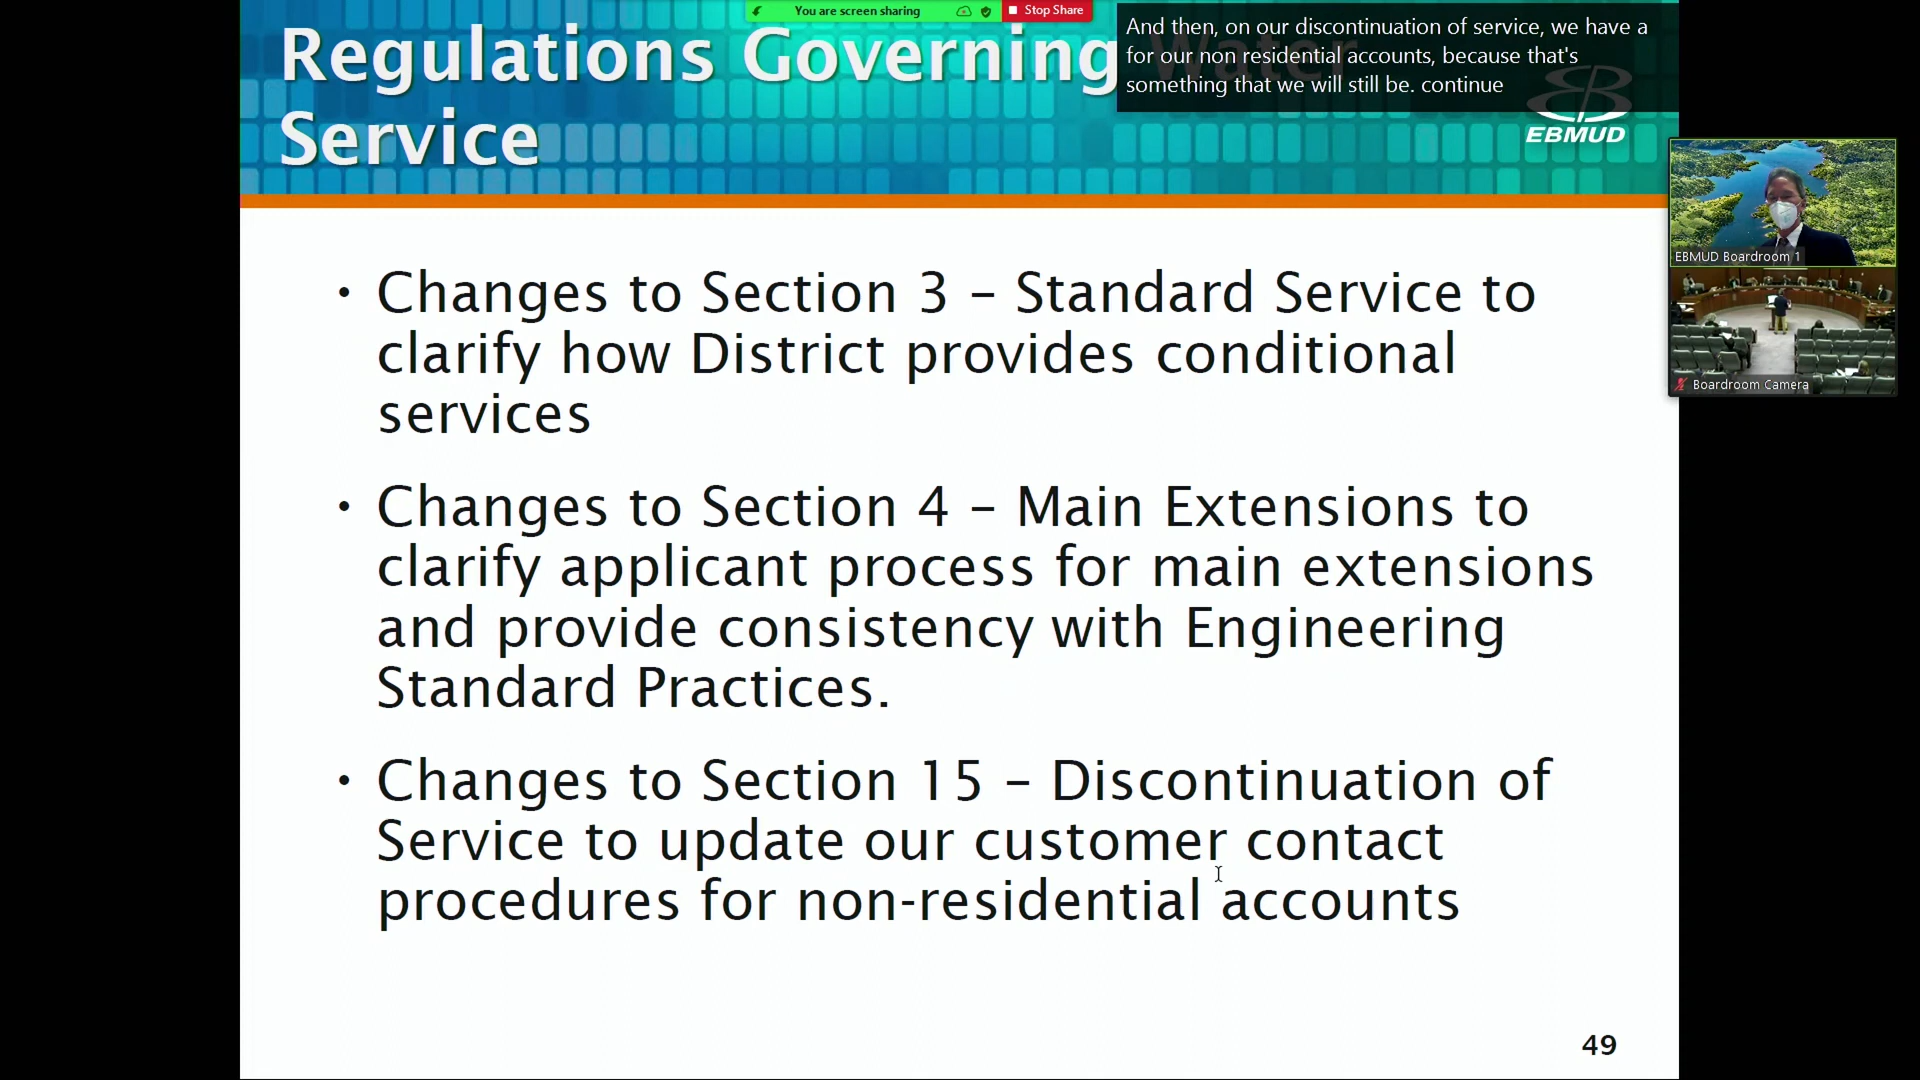 You are screen sharing
Stop Share
And then, on our discontinuation of service, we have a
for our non residential accounts, because that's
something that we will still be. continue
Regulations Governing Water
Service
EBMUD
EBMUD Boardroom 1
Boardroom Camera
• Changes to Section 3 – Standard Service to
clarify how District provides conditional
services
• Changes to Section 4 – Main Extensions to
clarify applicant process for main extensions
and provide consistency with Engineering
Standard Practices.
• Changes to Section 15 – Discontinuation of
Service to update our customer contact
procedures for non-residential accounts
49